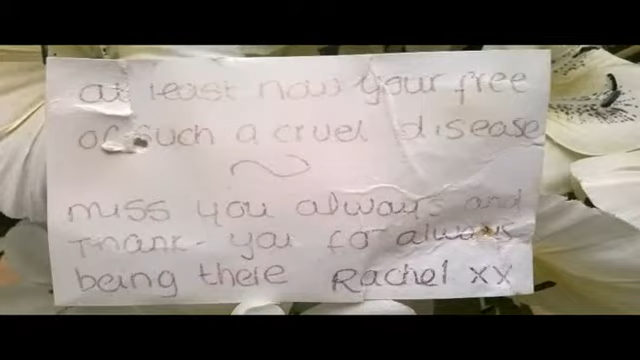 at least now your free
of such a cruel disease
miss you always and
Thank-you for always
being there Rachel xx